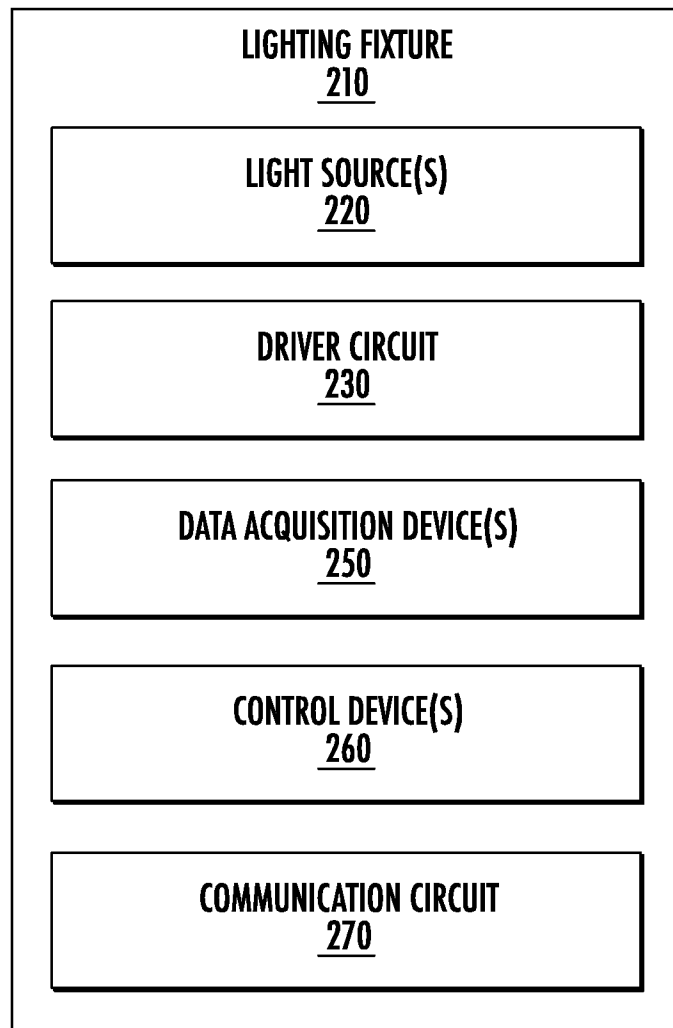 LIGHTING FIXTURE
210
LIGHT SOURCE(S)
220
DRIVER CIRCUIT
230
DATA ACQUISITION DEVICE(S)
250
CONTROL DEVICE(S)
260
COMMUNICATION CIRCUIT
270